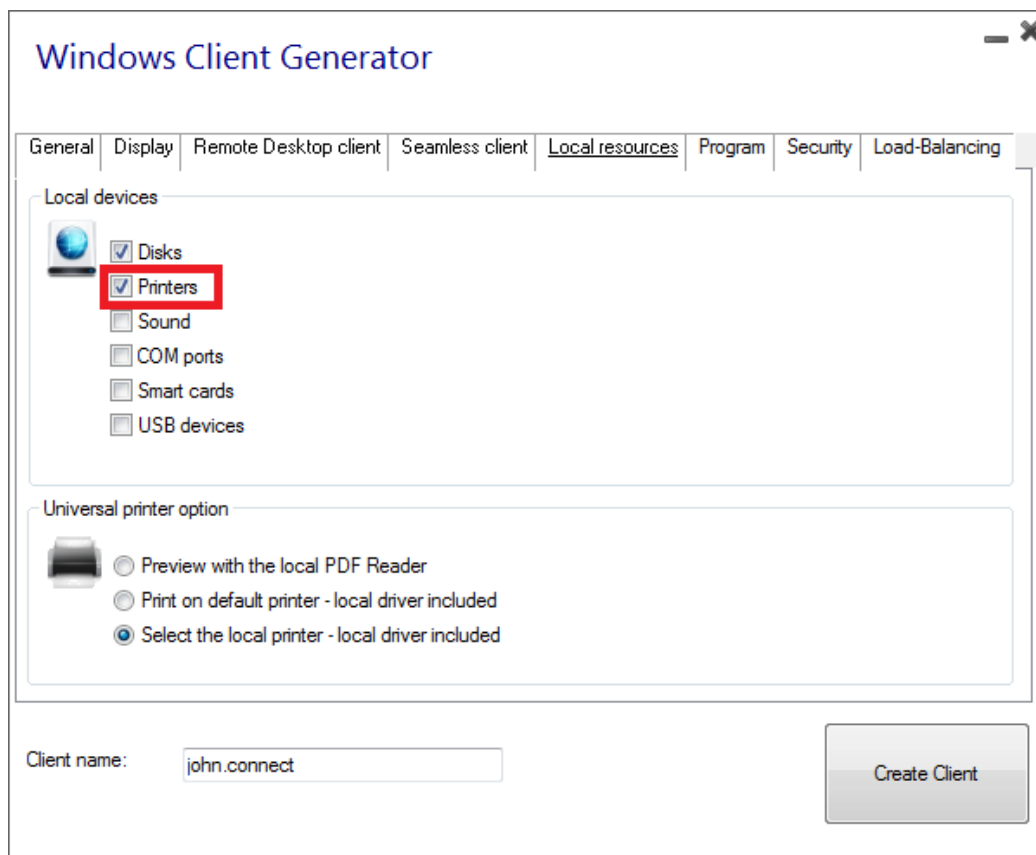 Windows Client Generator
General Display Remote Desktop client Seamless client Local resources Program Security Load-Balancing
Local devices
Disks
Printers
Sound
COM ports
Smart cards
USB devices
Universal printer option
Preview with the local PDF Reader
Print on default printer - local driver included
Select the local printer - local driver included
Client name: john.connect
Create Client